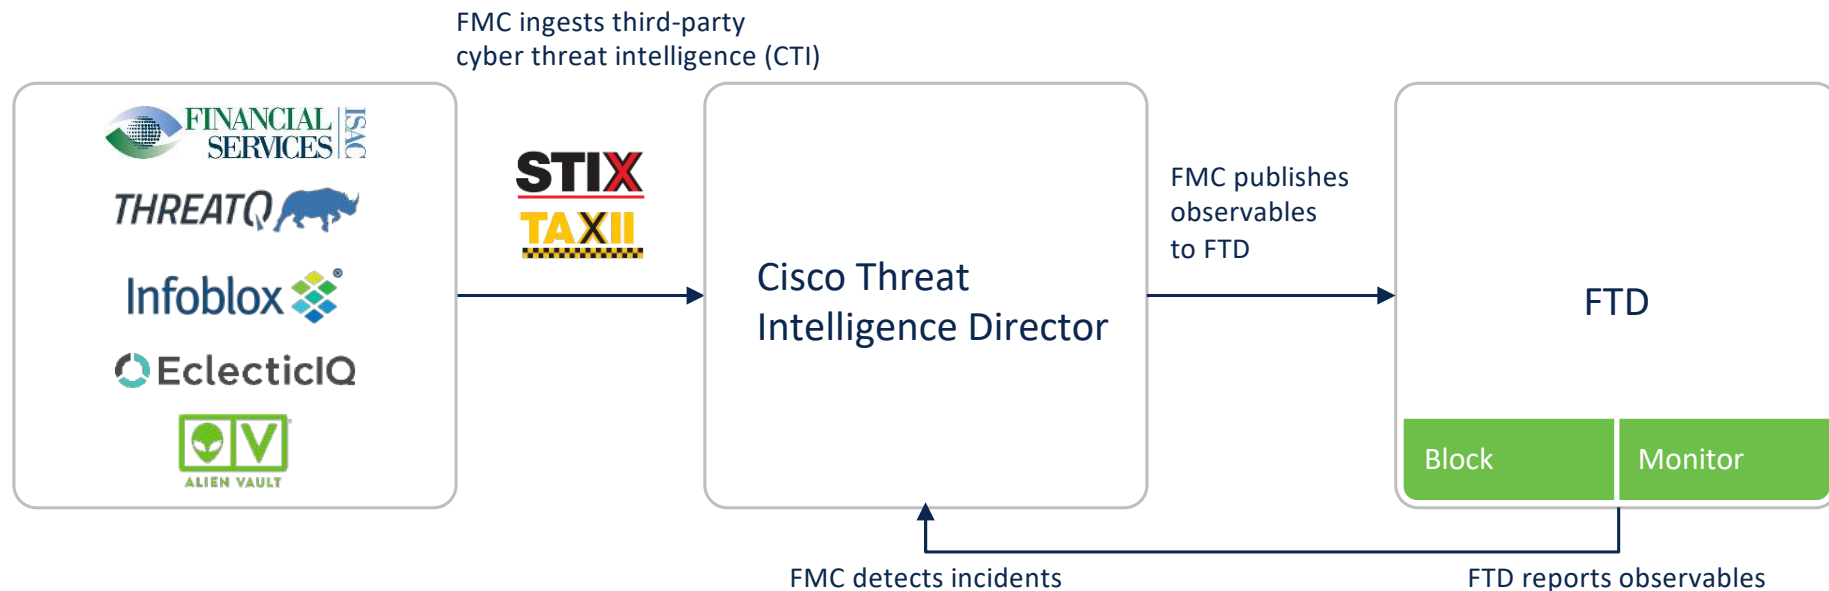 FMC ingests third-party
cyber threat intelligence (CTI)
FINANCIAL
SERVICES
ISAC
THREATQ
Infoblox®
EclecticIQ
ALIEN VAULT
STIX
TAXII
Cisco Threat
Intelligence Director
FMC publishes
observables
to FTD
FTD
Block
Monitor
FMC detects incidents
FTD reports observables